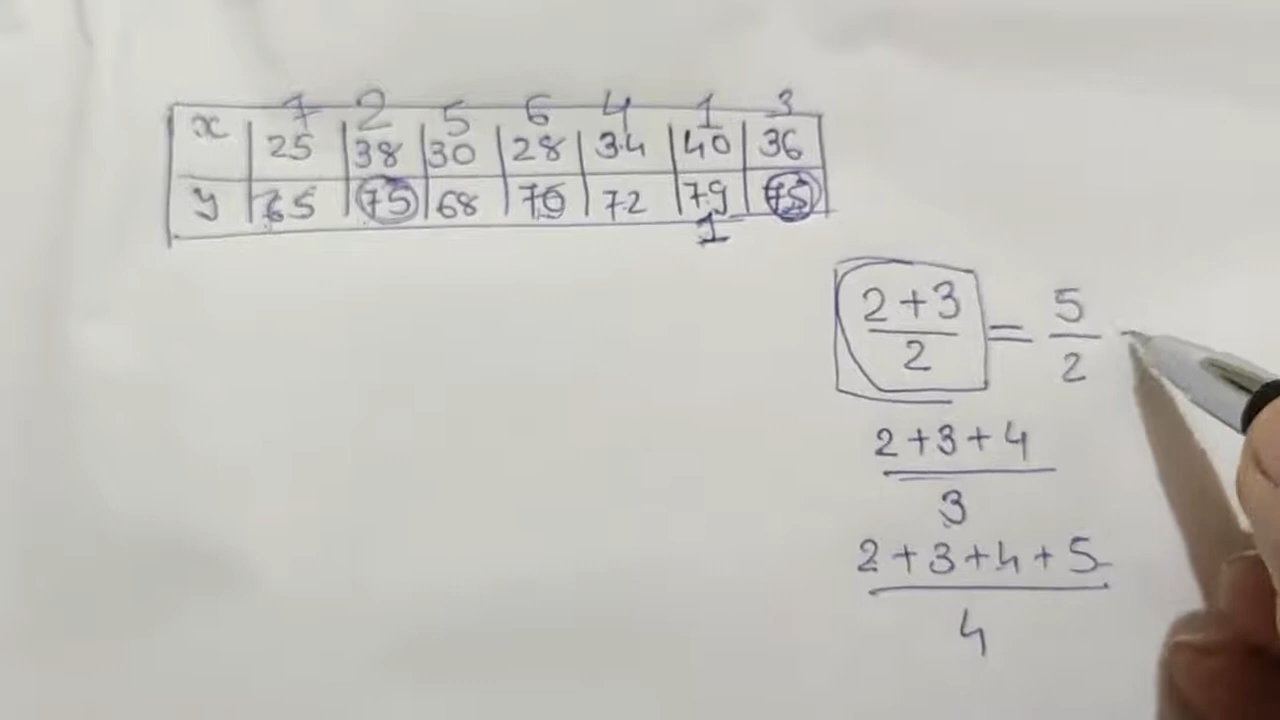 7 2 5 6 4 1 3
x 25 38 30 28 34 40 36
y 65 75 68 70 72 79 75
1
2+3 / 2 = 5 / 2
2+3+4
3
2+3+4+5
4